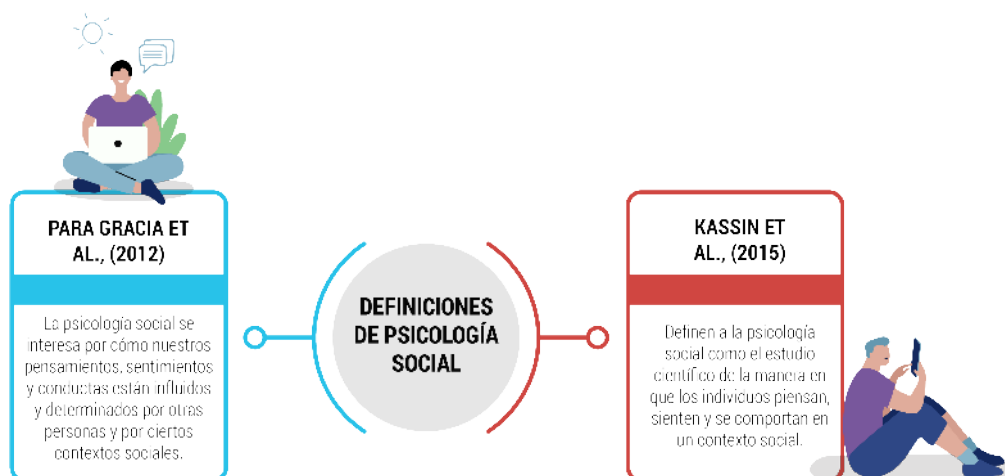 PARA GRACIA ET
AL., (2012)
La psicología social se
interesa por cómo nuestros
pensamientos, sentimientos
y conductas están influidos
y determinados por otras
personas y por ciertos
contextos sociales.
DEFINICIONES
DE PSICOLOGÍA
SOCIAL
KASSIN ET
AL., (2015)
Definen a la psicología
social como el estudio
científico de la manera en
que los individuos piensan,
sienten y se comportan en
un contexto social.